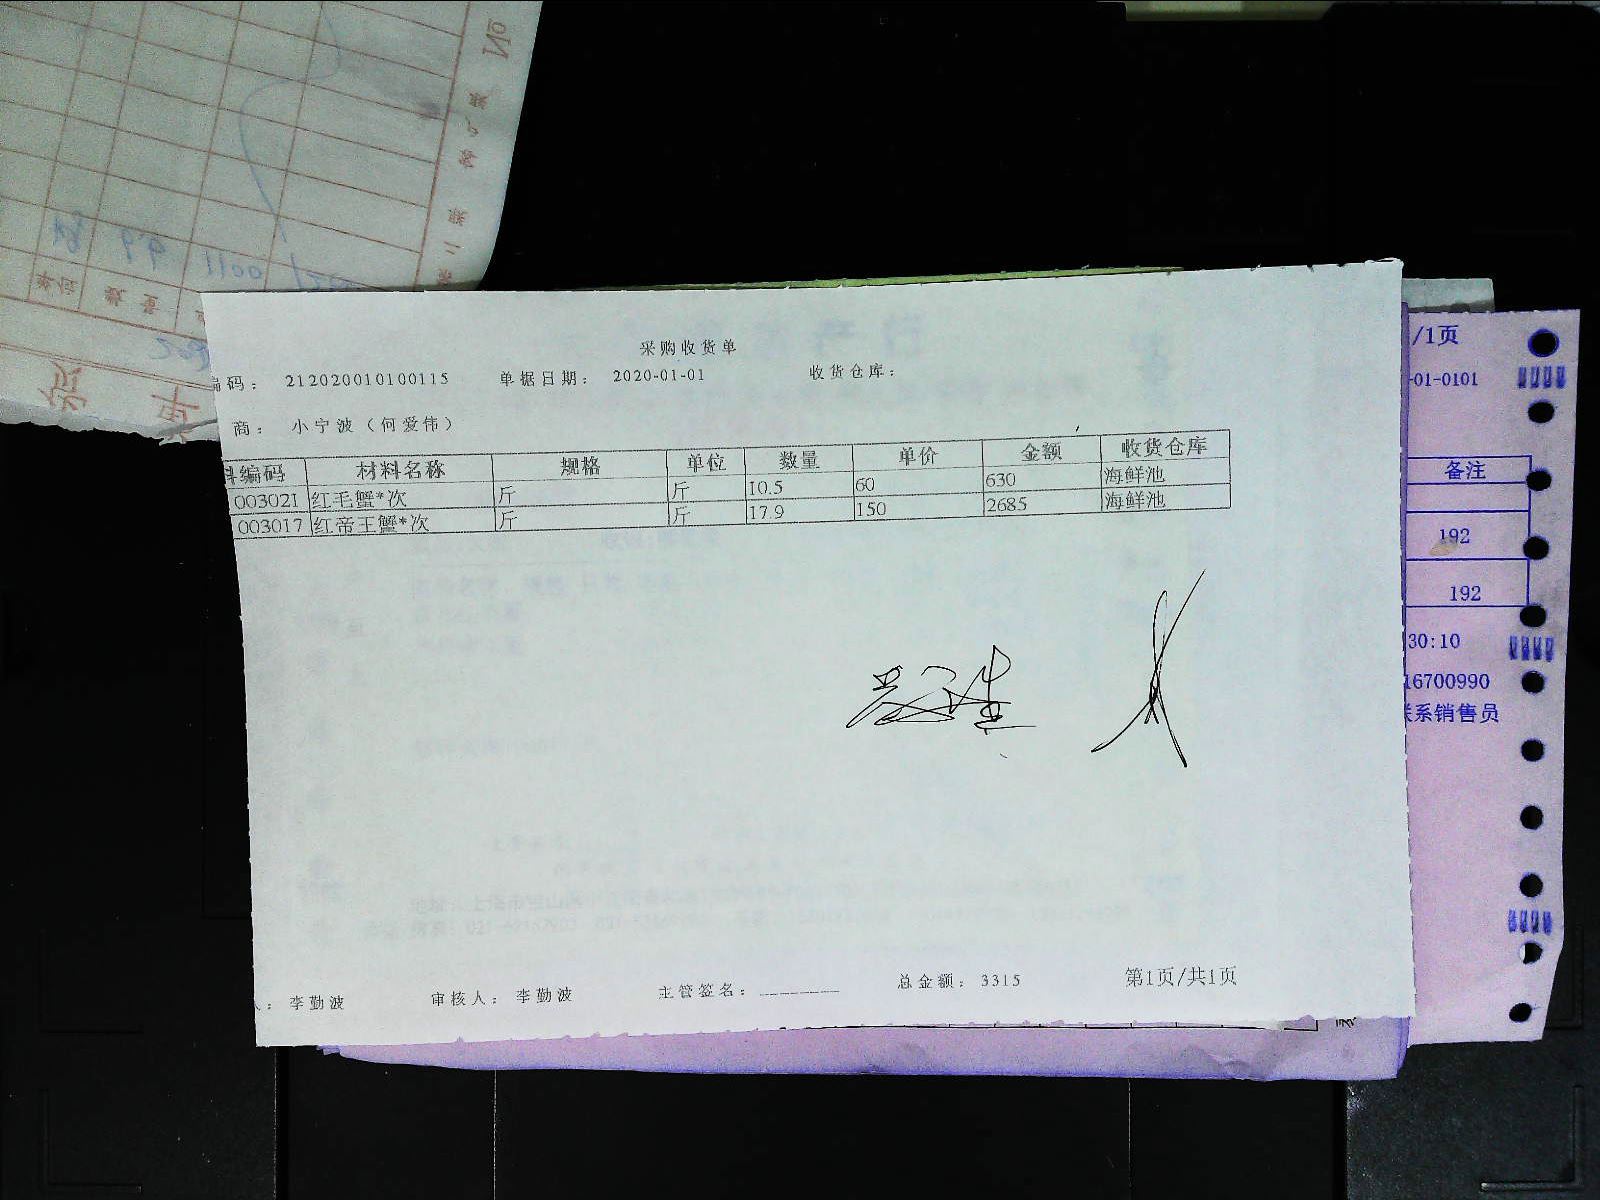 采购收货单
编码： 212020010100115 单据日期： 2020-01-01 收货仓库：
商： 小宁波（何爱伟）
料编码 材料名称 规格 单位 数量 单价 金额 收货仓库
003021 红毛蟹*次 斤 斤 10.5 60 630 海鲜池
003017 红帝王蟹*次 斤 斤 17.9 150 2685 海鲜池
： 李勤波 审核人： 李勤波 主管签名： 总金额： 3315 第1页/共1页
/1页
-01-0101
备注
192
192
30:10
16700990
联系销售员